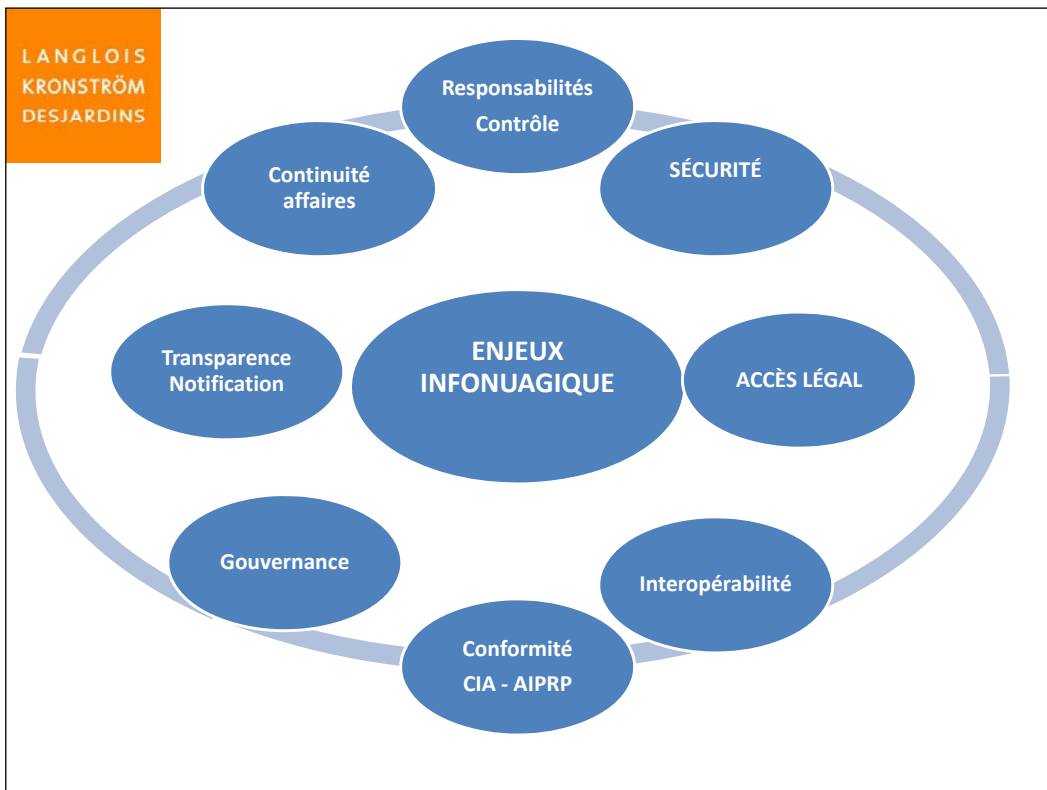 LANGLOIS
KRONSTRÖM
DESJARDINS
Responsabilités
Contrôle
SÉCURITÉ
Continuité
affaires
ENJEUX
INFONUAGIQUE
Transparence
Notification
ACCÈS LÉGAL
Gouvernance
Interopérabilité
Conformité
CIA - AIPRP